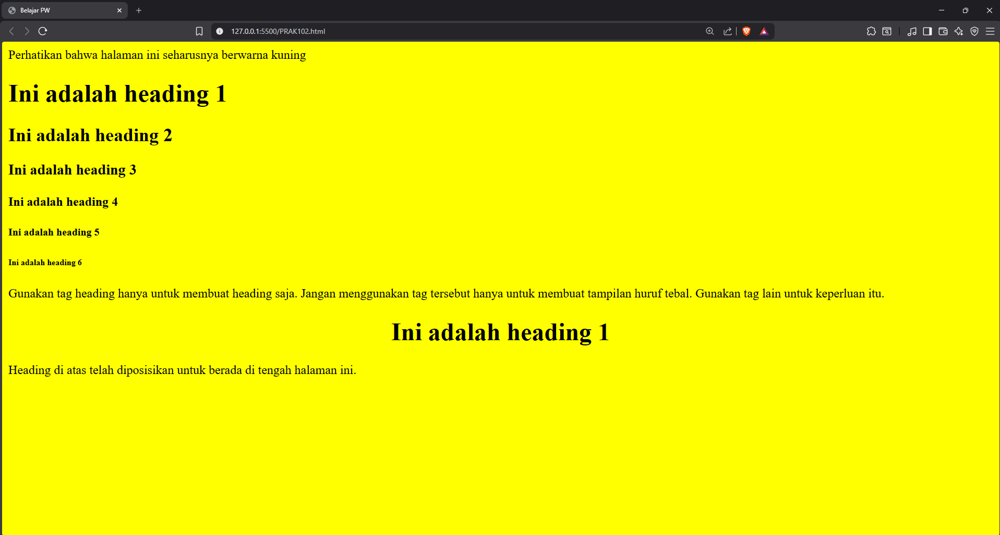 Belajar PW
127.0.0.1:5500/PRAK102.html
Perhatikan bahwa halaman ini seharusnya berwarna kuning
Ini adalah heading 1
Ini adalah heading 2
Ini adalah heading 3
Ini adalah heading 4
Ini adalah heading 5
Ini adalah heading 6
Gunakan tag heading hanya untuk membuat heading saja. Jangan menggunakan tag tersebut hanya untuk membuat tampilan huruf tebal. Gunakan tag lain untuk keperluan itu.
Ini adalah heading 1
Heading di atas telah diposisikan untuk berada di tengah halaman ini.